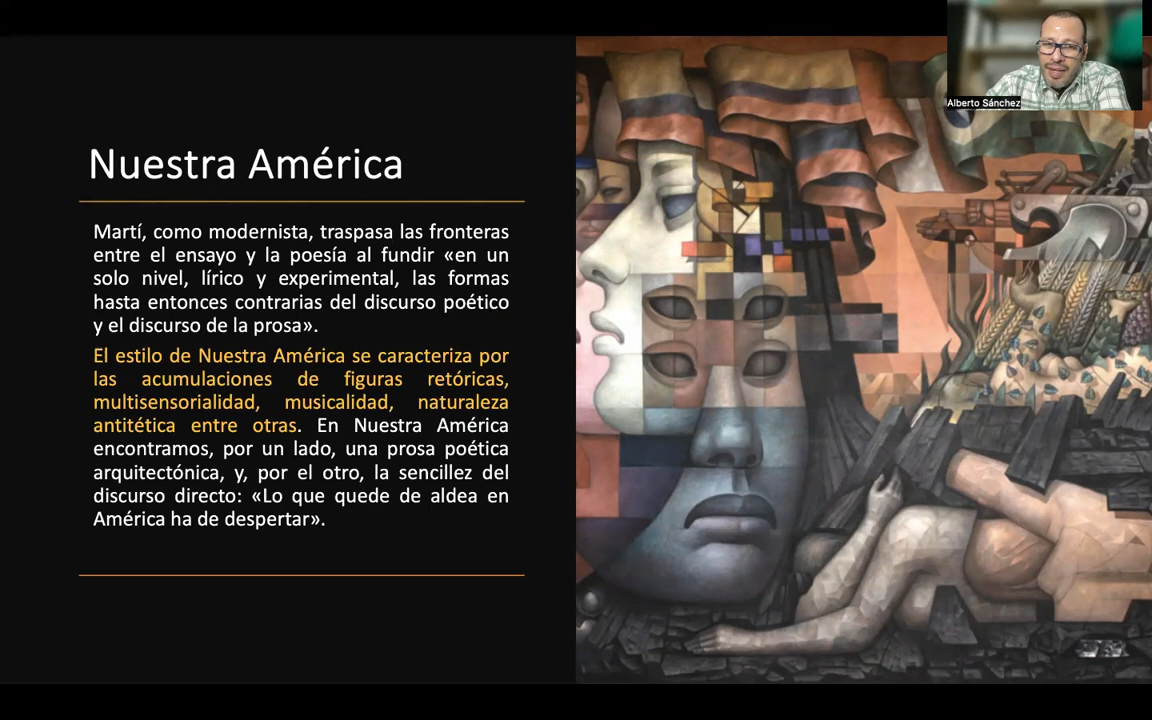 Alberto Sánchez
Nuestra América
Martí, como modernista, traspasa las fronteras
entre el ensayo y la poesía al fundir «en un
solo nivel, lírico y experimental, las formas
hasta entonces contrarias del discurso poético
y el discurso de la prosa».
El estilo de Nuestra América se caracteriza por
las acumulaciones de figuras retóricas,
multisensorialidad, musicalidad, naturaleza
antitética entre otras. En Nuestra América
encontramos, por un lado, una prosa poética
arquitectónica, y, por el otro, la sencillez del
discurso directo: «Lo que quede de aldea en
América ha de despertar».